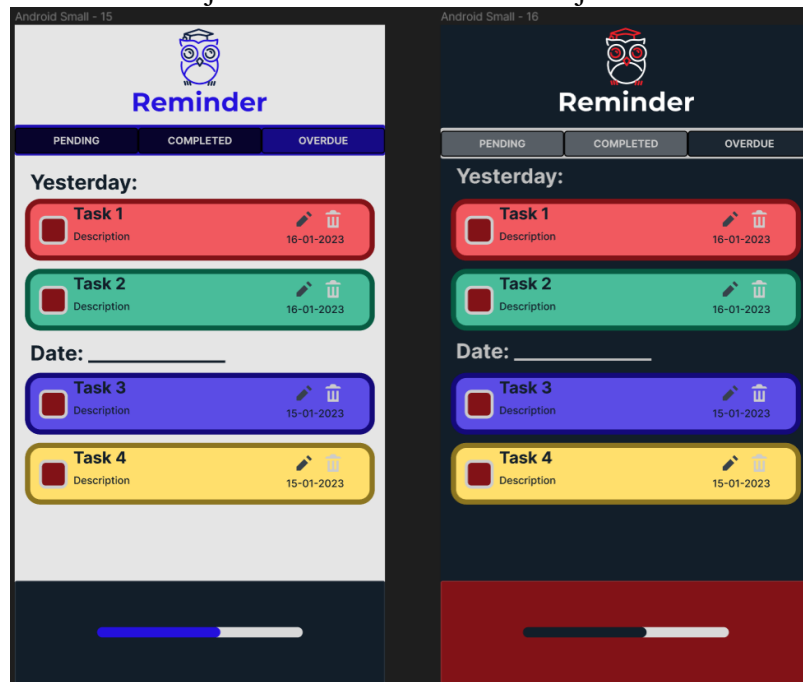 Android Small - 15
Reminder
PENDING COMPLETED OVERDUE
Yesterday:
Task 1
Description
16-01-2023
Task 2
Description
16-01-2023
Date: ____________
Task 3
Description
15-01-2023
Task 4
Description
15-01-2023
Android Small - 16
Reminder
PENDING COMPLETED OVERDUE
Yesterday:
Task 1
Description
16-01-2023
Task 2
Description
16-01-2023
Date: ____________
Task 3
Description
15-01-2023
Task 4
Description
15-01-2023